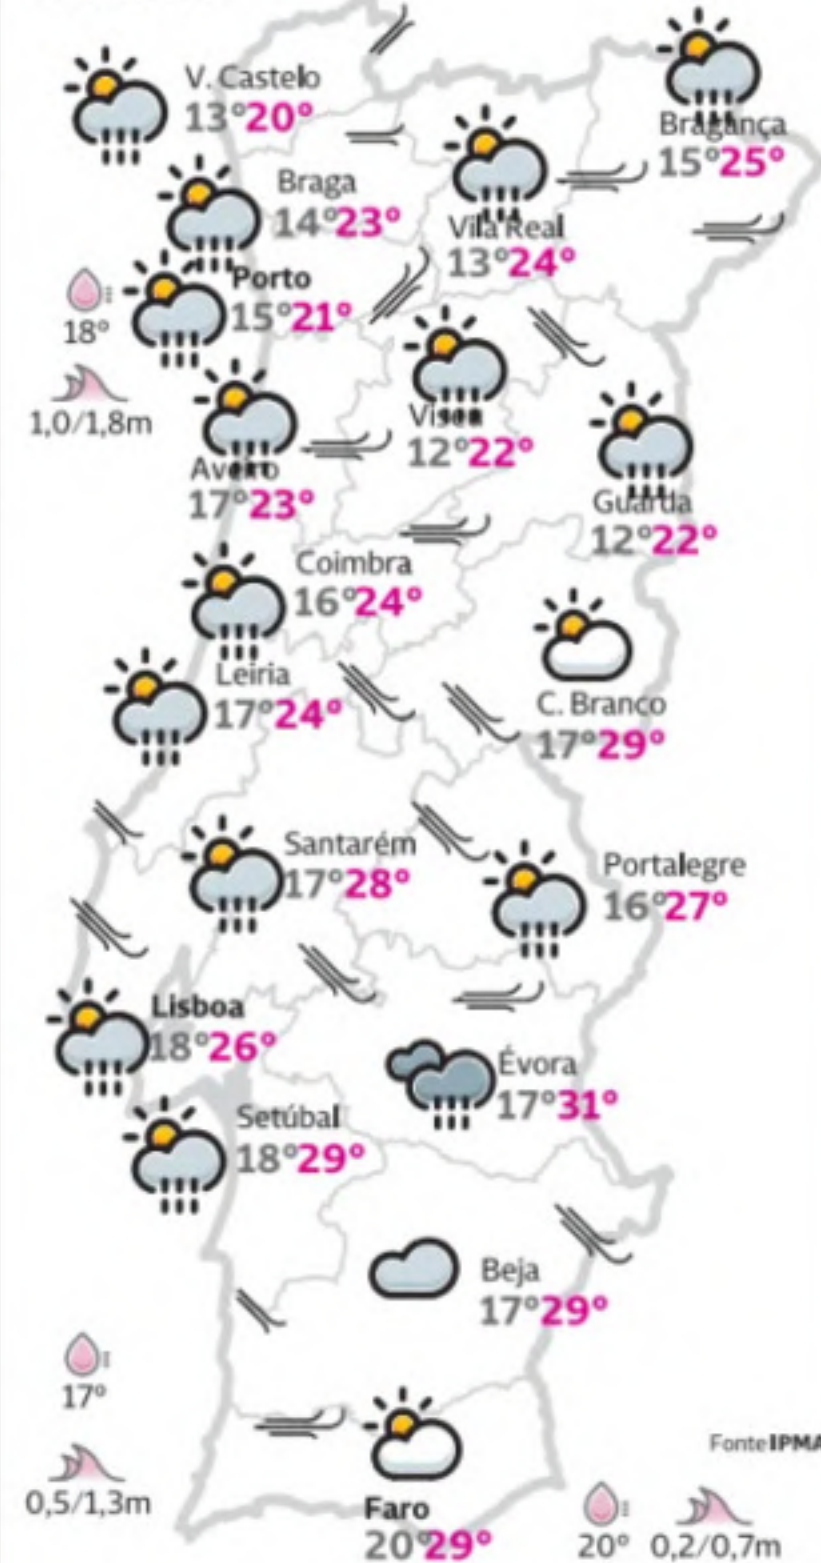 V. Castelo
13°20°
Bragança
15°25°
Braga
14°23°
Vila Real
13°24°
Porto
15°21°
18°
1,0/1,8m
Viseu
12°22°
Aveiro
17°23°
Guarda
12°22°
Coimbra
16°24°
Leiria
17°24°
C. Branco
17°29°
Santarém
17°28°
Portalegre
16°27°
Lisboa
18°26°
Évora
17°31°
Setúbal
18°29°
Beja
17°29°
17°
0,5/1,3m
Fonte IPMA
Faro
20°29°
20°
0,2/0,7m